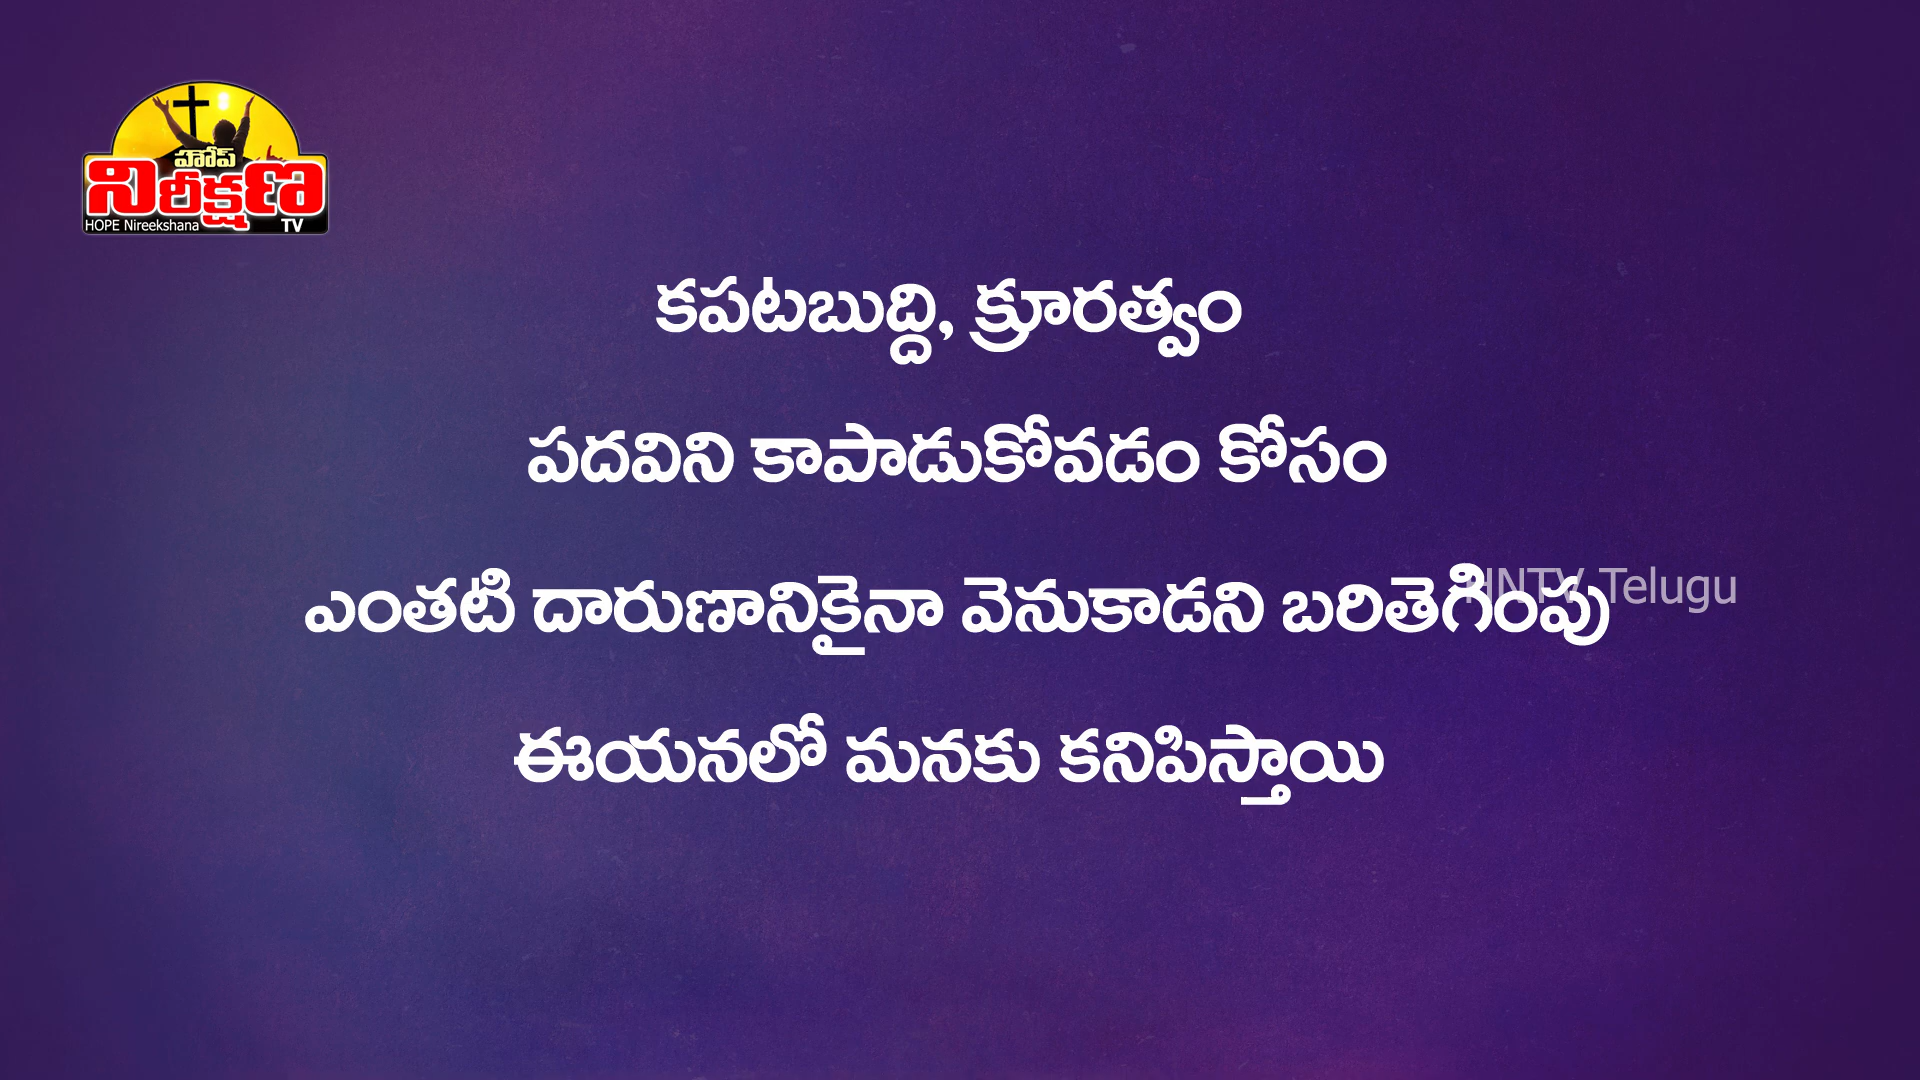 హోప్
నిరీక్షణ
HOPE Nireekshana TV
కపటబుద్ది, క్రూరత్వం
పదవిని కాపాడుకోవడం కోసం
ఎంతటి దారుణానికైనా వెనుకాడని బరితెగింపు
HNTV Telugu
ఈయనలో మనకు కనిపిస్తాయి